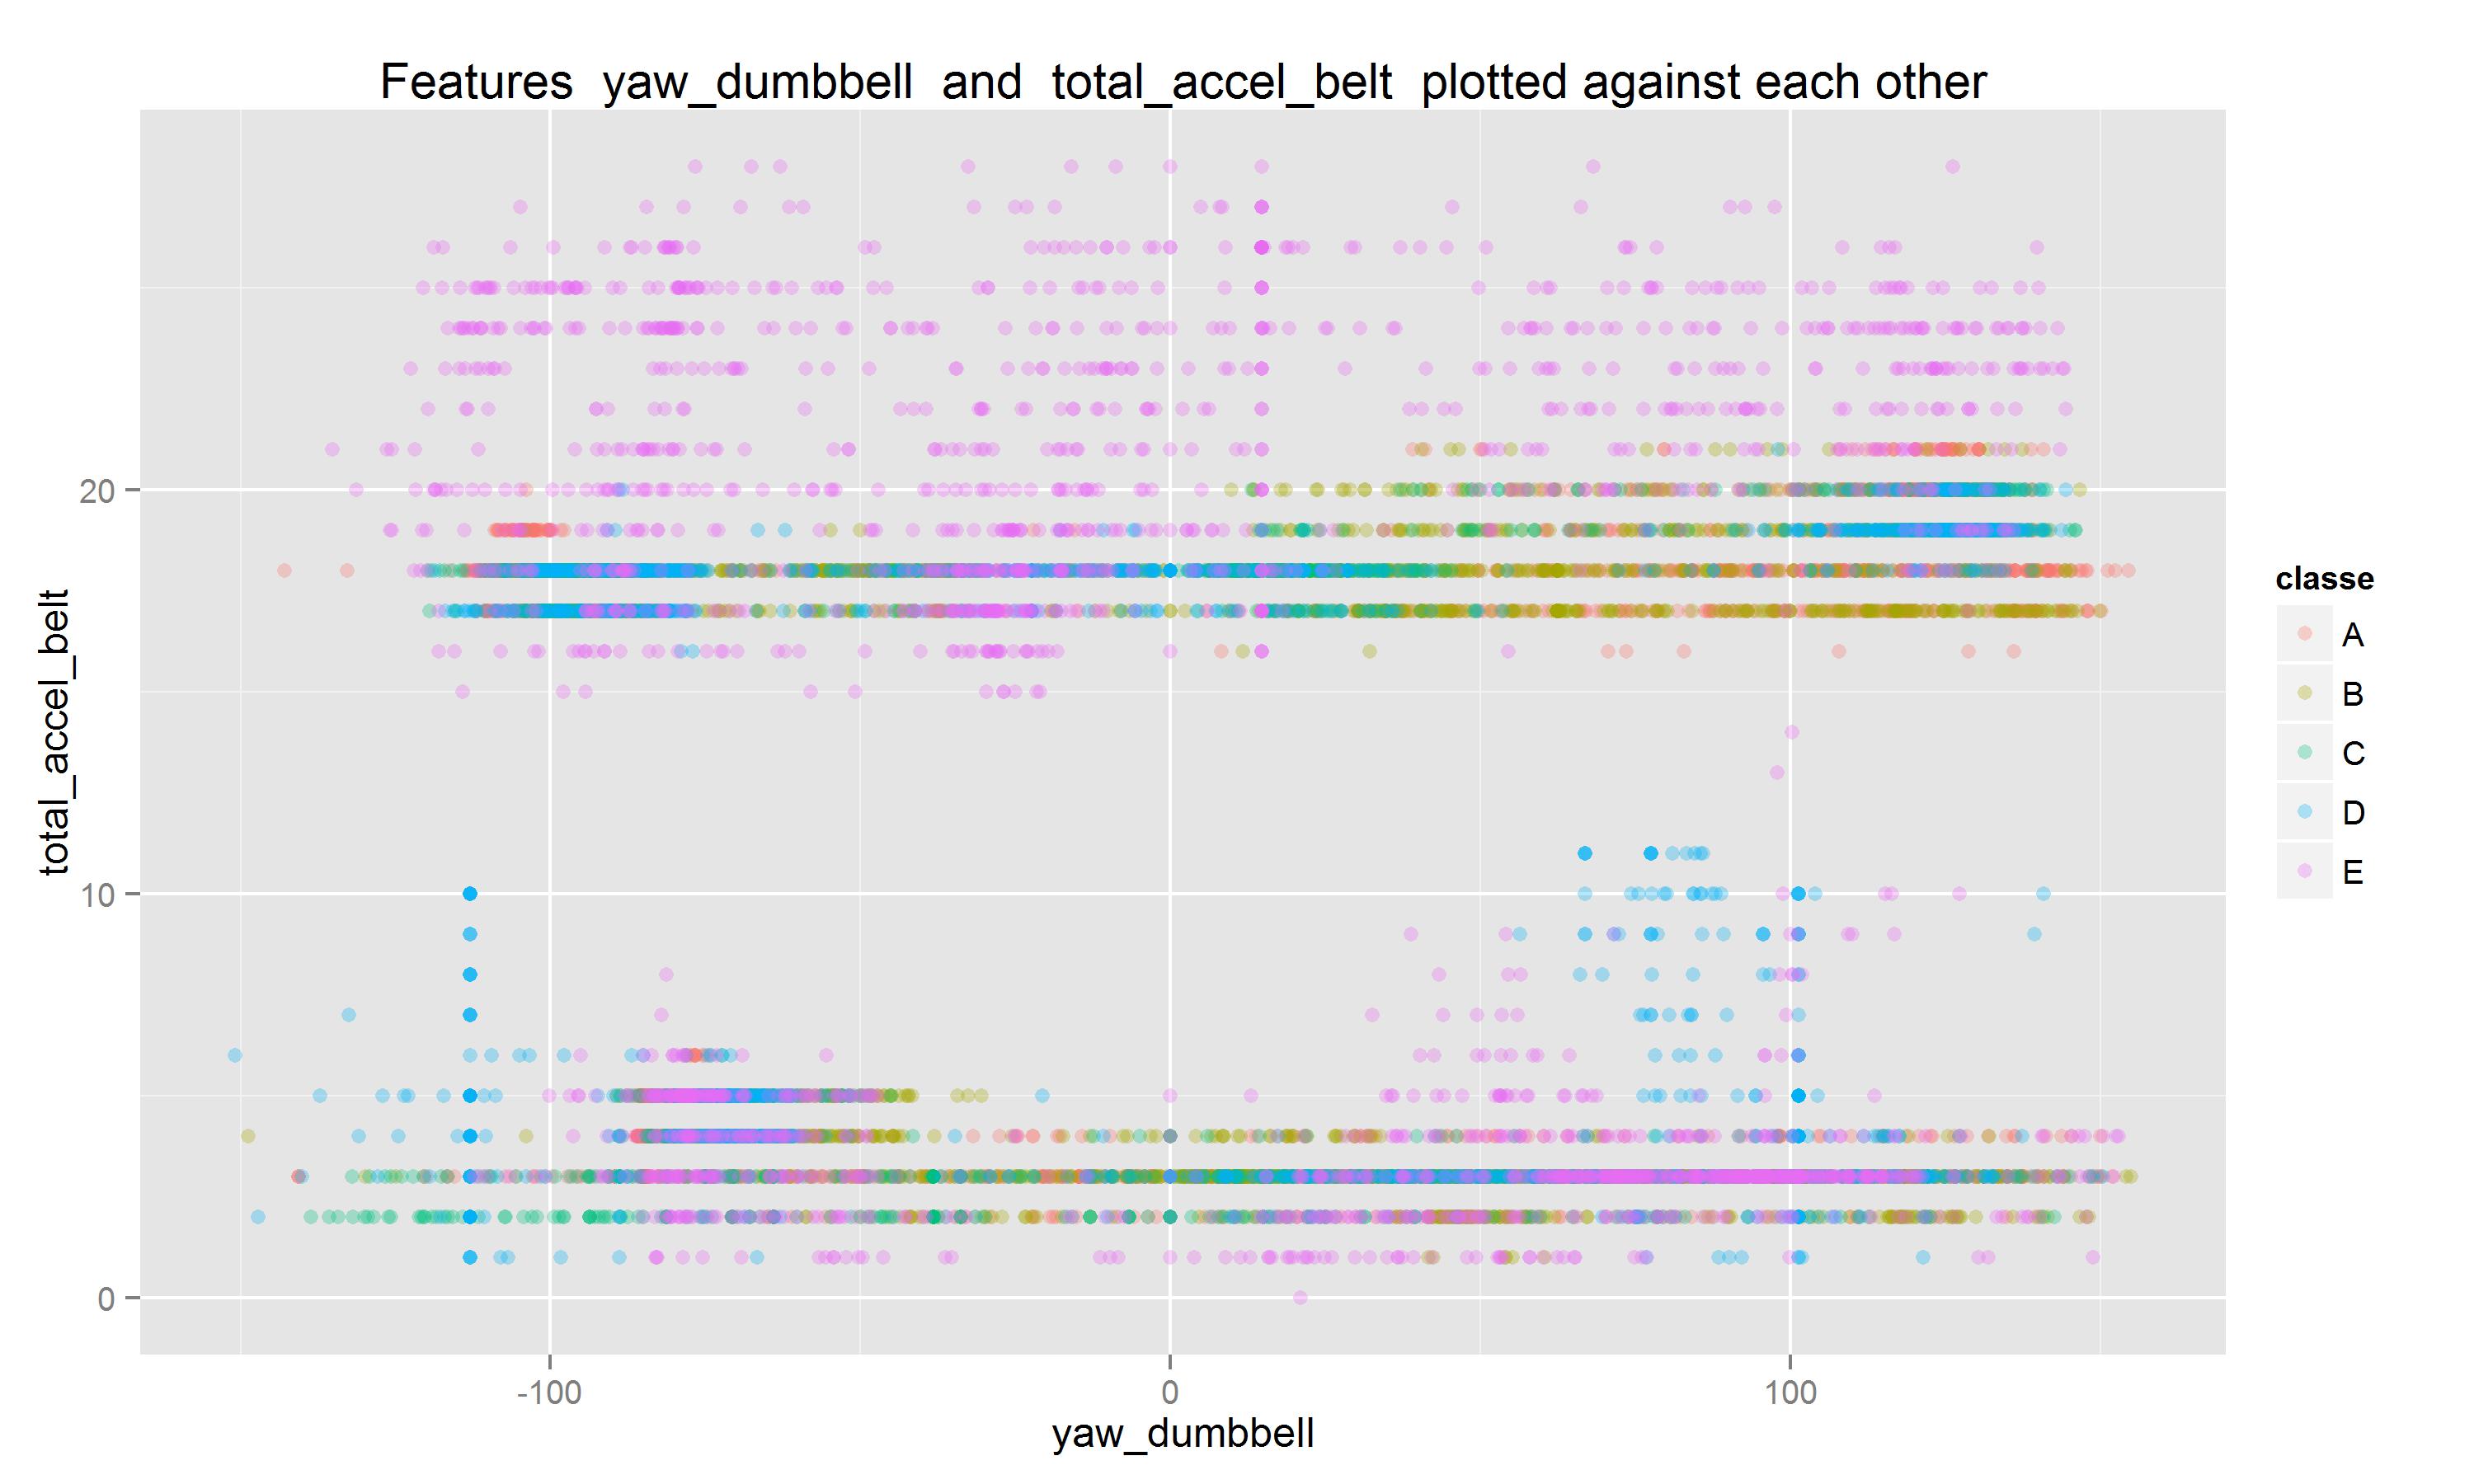 Features yaw_dumbbell and total_accel_belt plotted against each other
total_accel_belt
20
10
0
-100 0 100
yaw_dumbbell
classe
A
B
C
D
E